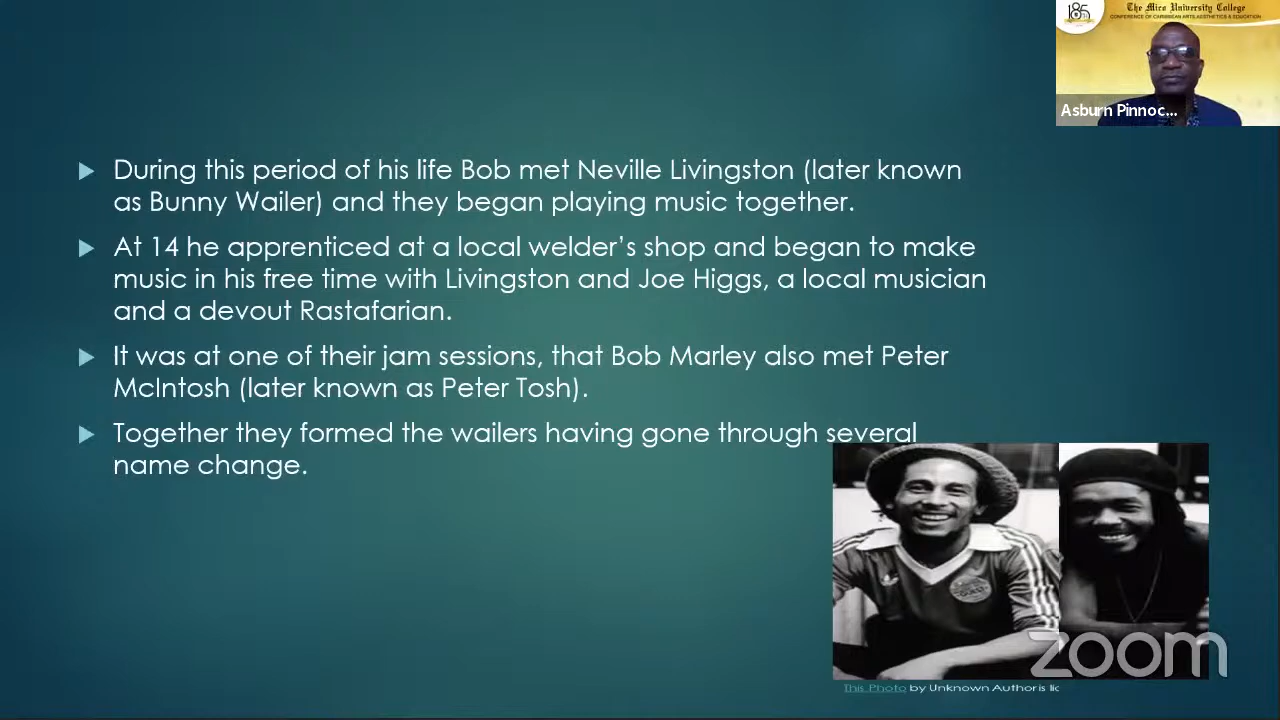 185
The Mico University College
CONFERENCE OF CARIBBEAN ARTS, AESTHETICS & EDUCATION
Asburn Pinnoc...
During this period of his life Bob met Neville Livingston (later known
as Bunny Wailer) and they began playing music together.
At 14 he apprenticed at a local welder's shop and began to make
music in his free time with Livingston and Joe Higgs, a local musician
and a devout Rastafarian.
It was at one of their jam sessions, that Bob Marley also met Peter
McIntosh (later known as Peter Tosh).
Together they formed the wailers having gone through several
name change.
zoom
This Photo by Unknown Author is lic